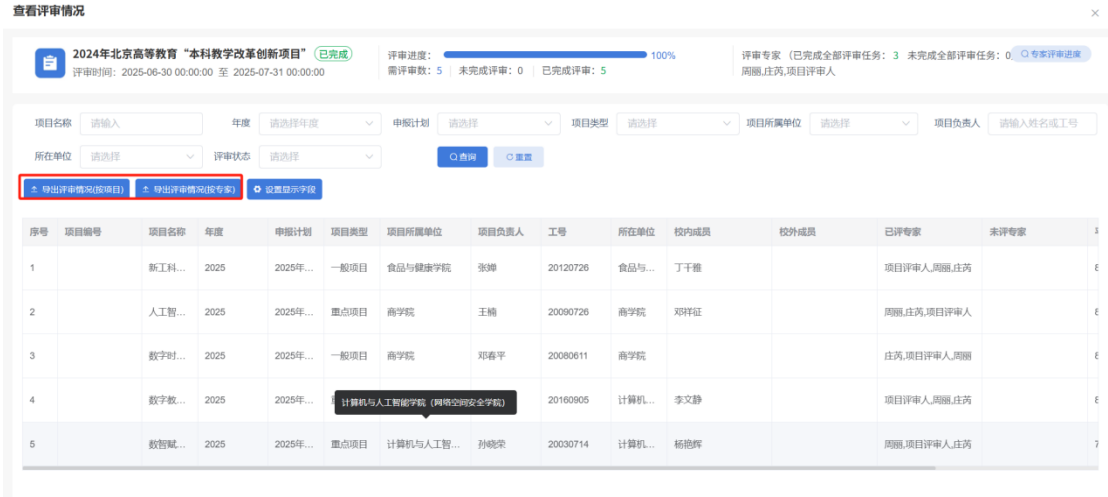 查看评审情况
2024年北京高等教育“本科教学改革创新项目” 已完成
评审时间: 2025-06-30 00:00:00 至 2025-07-31 00:00:00
评审进度: 100%
需评审数: 5 未完成评审: 0 已完成评审: 5
评审专家 (已完成全部评审任务: 3 未完成全部评审任务: 0 专家评审进度
周丽,庄芮,项目评审人
项目名称 请输入 年度 请选择年度 申报计划 请选择 项目类型 请选择 项目所属单位 请选择 项目负责人 请输入姓名或工号
所在单位 请选择 评审状态 请选择 查询 重置
导出评审情况(按项目) 导出评审情况(按专家) 设置显示字段
序号 项目编号 项目名称 年度 申报计划 项目类型 项目所属单位 项目负责人 工号 所在单位 校内成员 校外成员 已评专家 未评专家
1 新工科... 2025 2025年... 一般项目 食品与健康学院 张婵 20120726 食品与... 丁千雅 项目评审人,周丽,庄芮
2 人工智... 2025 2025年... 重点项目 商学院 王楠 20090726 商学院 邓祥征 周丽,庄芮,项目评审人
3 数字时... 2025 2025年... 一般项目 商学院 邓春平 20080611 商学院 庄芮,项目评审人,周丽
计算机与人工智能学院（网络空间安全学院）
4 数字教... 2025 2025年... 20160905 计算机... 李文静 项目评审人,周丽,庄芮
5 数智赋... 2025 2025年... 重点项目 计算机与人工智... 孙晓荣 20030714 计算机... 杨艳辉 周丽,项目评审人,庄芮